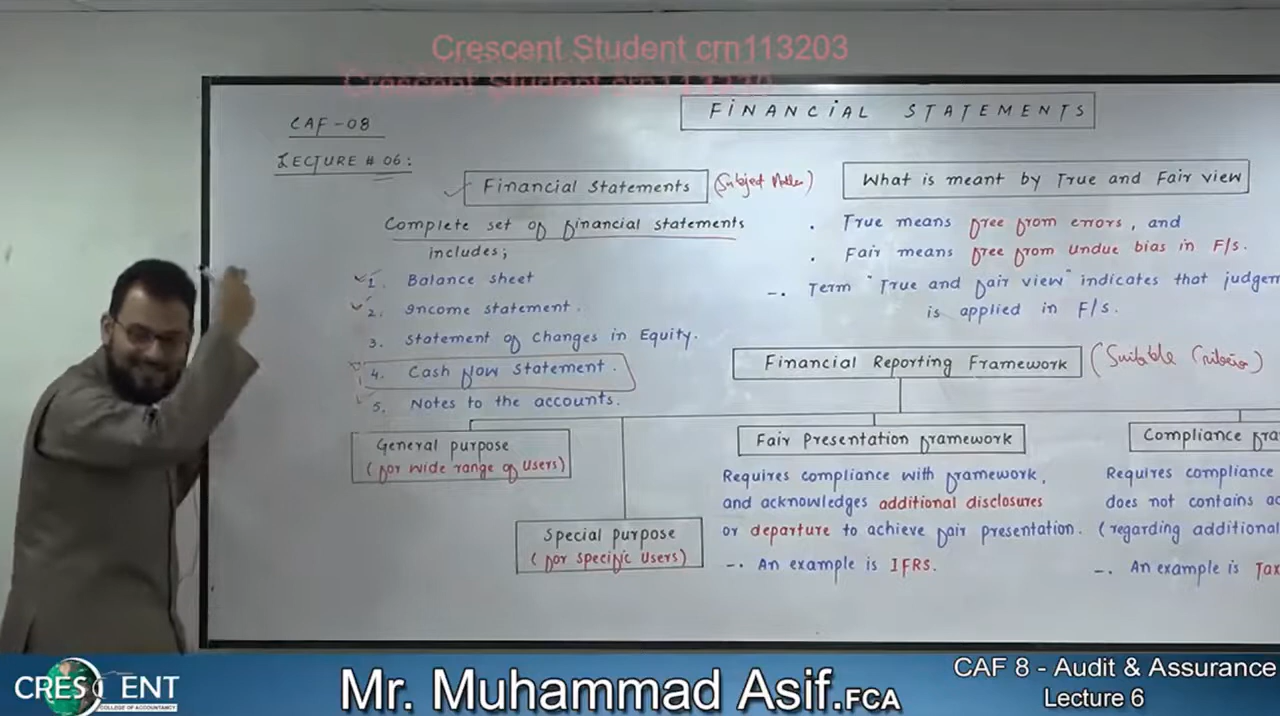 Crescent Student crn113203
FINANCIAL STATEMENTS
CAF-08
LECTURE # 06:
Financial Statements
(Subject Matter)
Complete set of financial statements
includes;
1. Balance sheet
2. Income statement.
3. Statement of Changes in Equity.
4. Cash flow Statement.
5. Notes to the accounts.
What is meant by True and Fair view
. True means free from errors, and
. Fair means free from undue bias in F/s.
-. Term "True and fair view" indicates that judgem
is applied in F/s.
Financial Reporting Framework
(Suitable Criteria)
General purpose
(for wide range of users)
Special purpose
(for specific users)
Fair Presentation framework
Requires compliance with framework,
and acknowledges additional disclosures
or departure to achieve fair presentation.
-. An example is IFRS.
Compliance fra
Requires compliance
does not contains ac
(regarding additional
-. An example is Tax
CRESCENT
COLLEGE OF ACCOUNTANCY
Mr. Muhammad Asif.FCA
CAF 8 - Audit & Assurance
Lecture 6